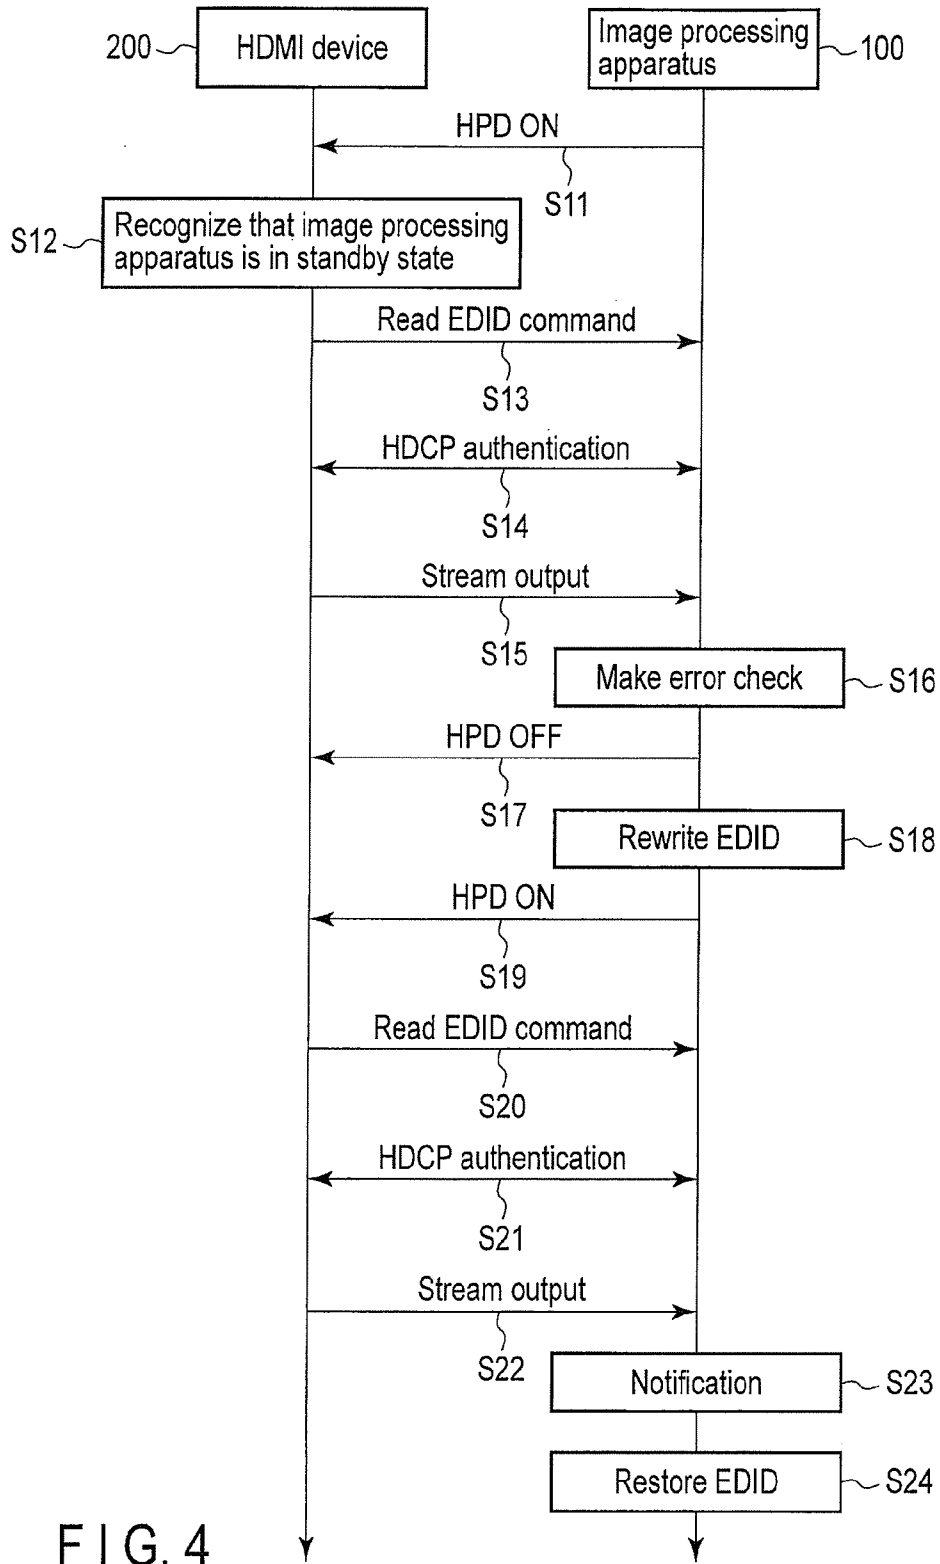 200
HDMI device
Image processing
apparatus
100
HPD ON
S11
S12
Recognize that image processing
apparatus is in standby state
Read EDID command
S13
HDCP authentication
S14
Stream output
S15
Make error check
S16
HPD OFF
S17
Rewrite EDID
S18
HPD ON
S19
Read EDID command
S20
HDCP authentication
S21
Stream output
S22
Notification
S23
Restore EDID
S24
FIG. 4